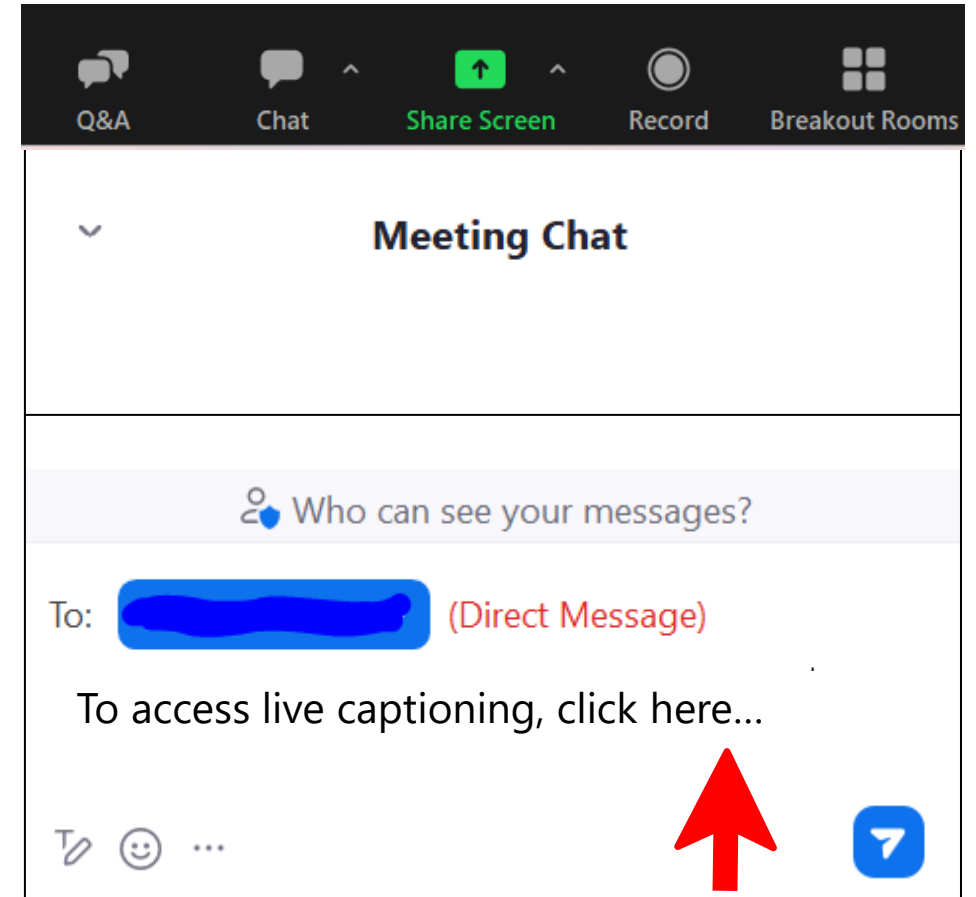 Q&A Chat Share Screen Record Breakout Rooms
Meeting Chat
Who can see your messages?
To: (Direct Message)
To access live captioning, click here...